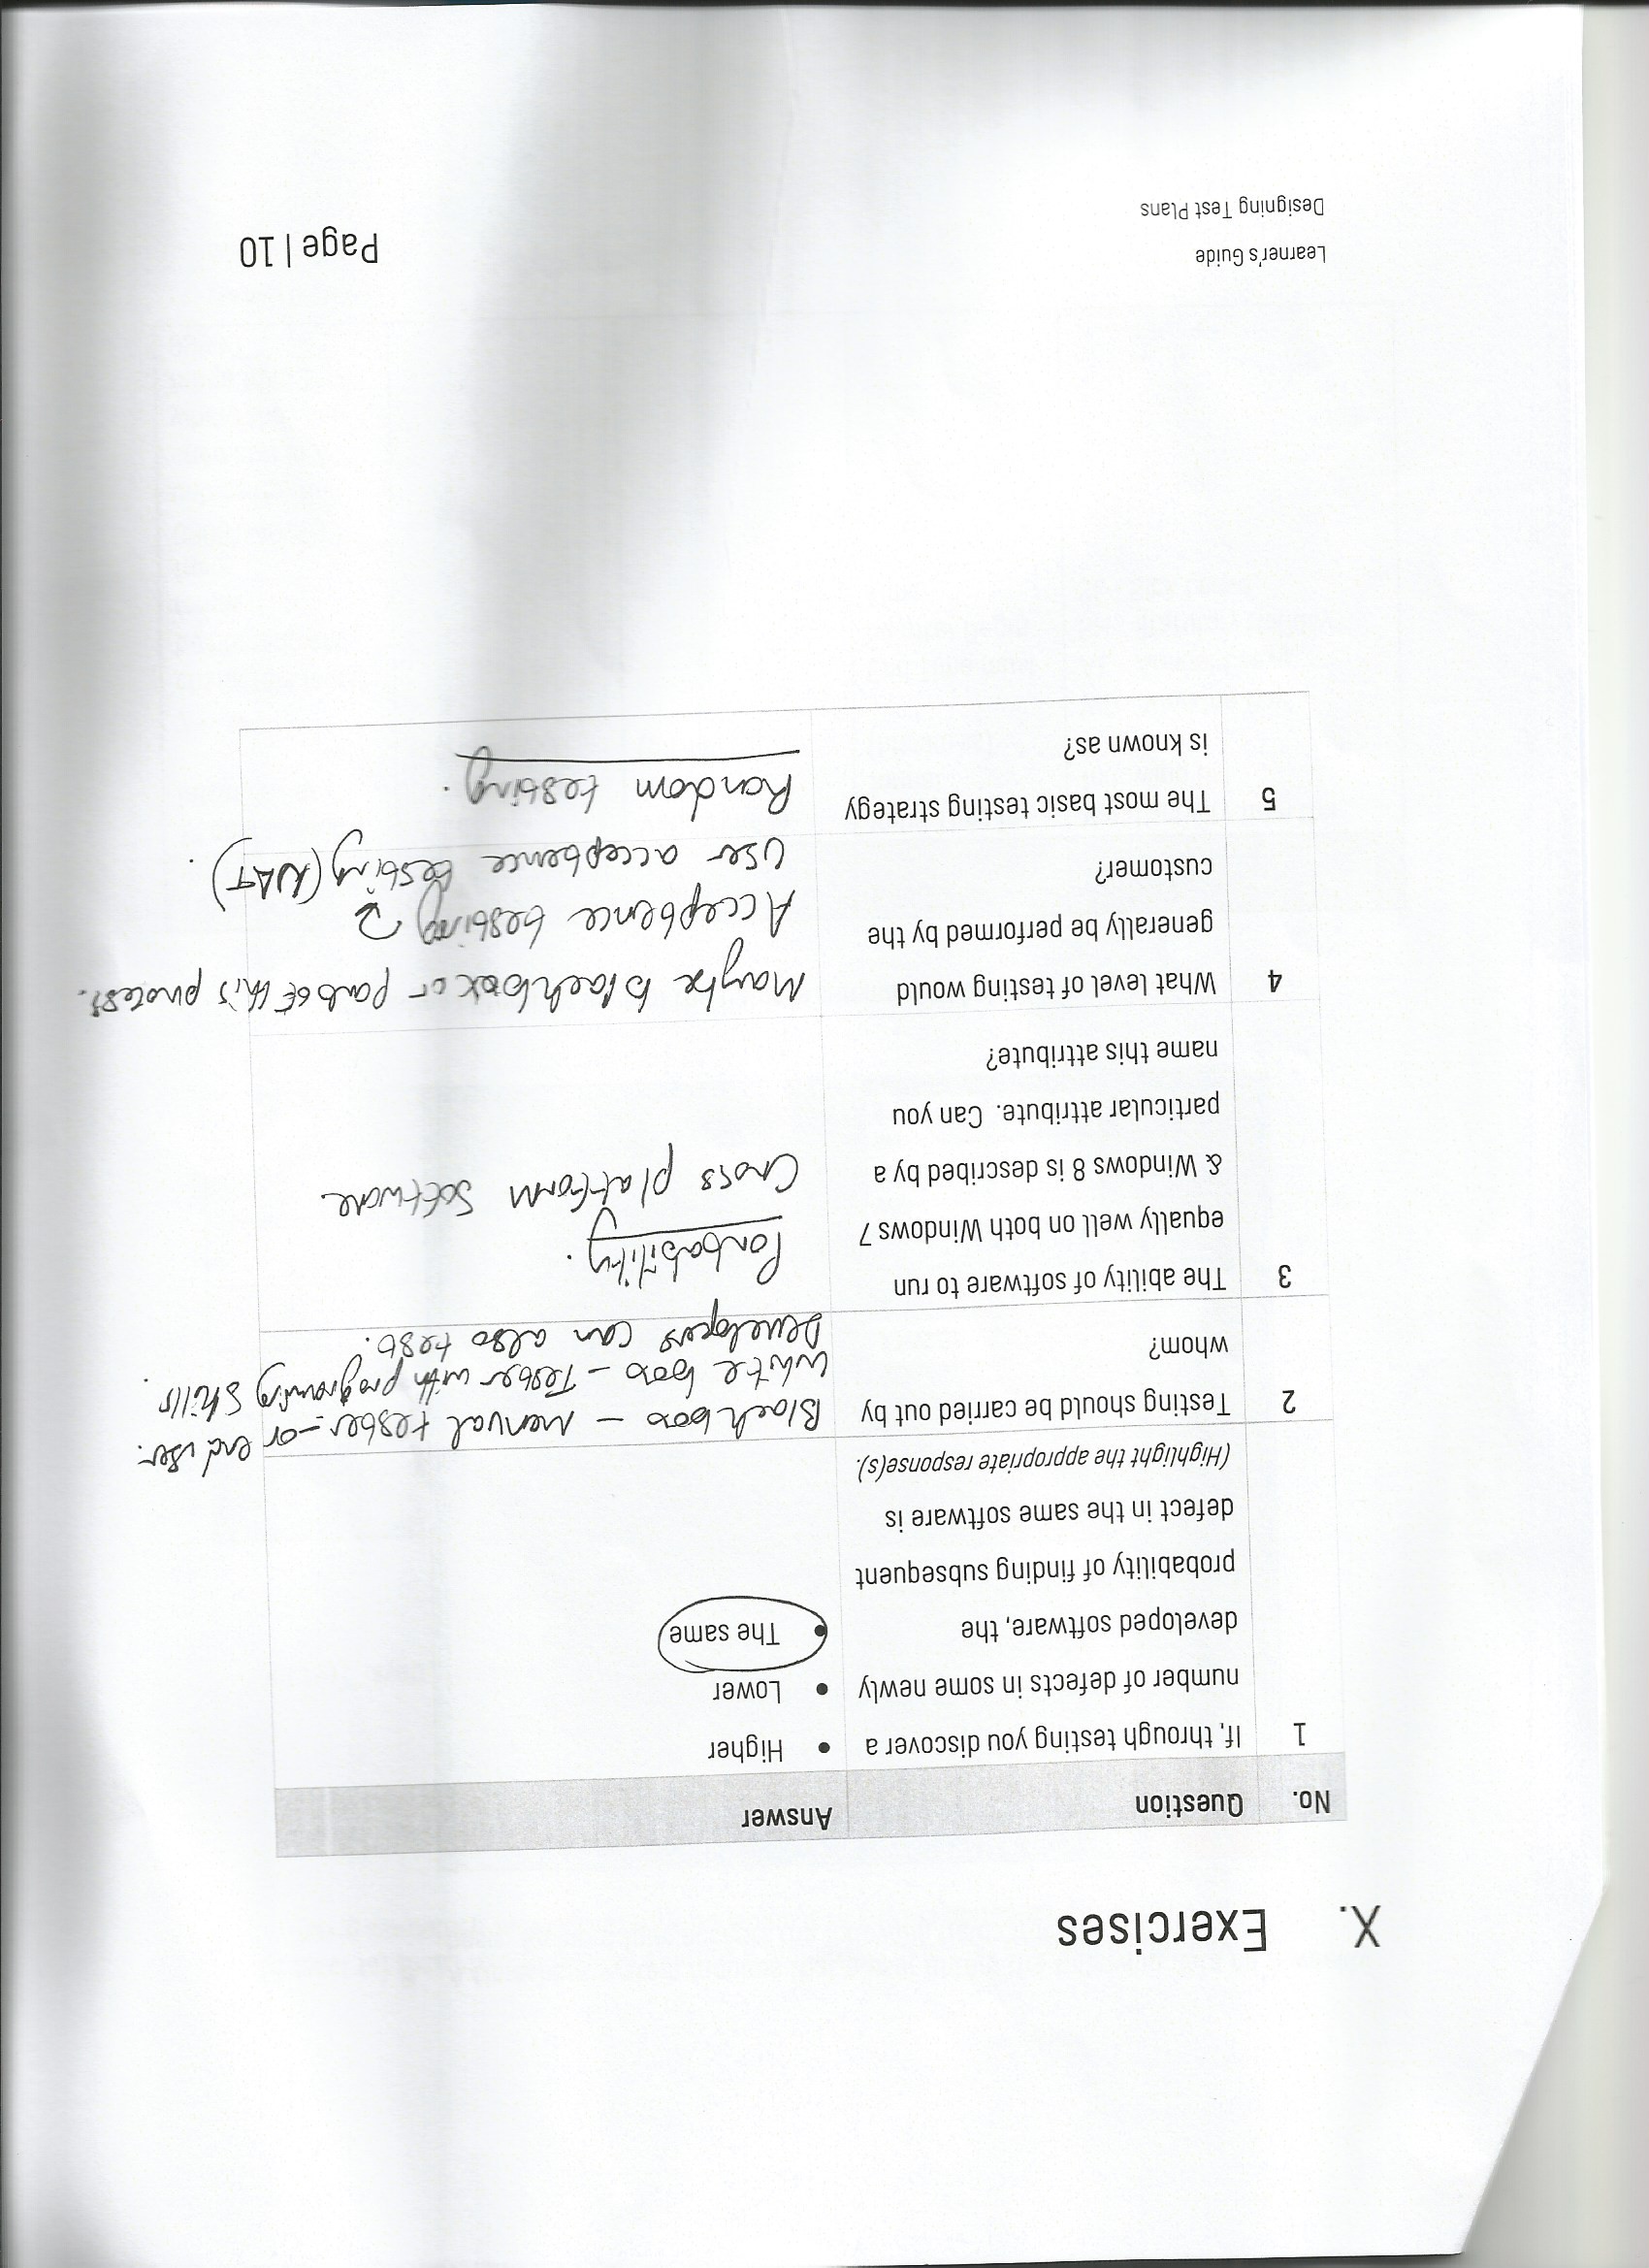 X. Exercises
No. Question Answer
1 If, through testing you discover a • Higher
number of defects in some newly • Lower
developed software, the • The same
probability of finding subsequent
defect in the same software is
(Highlight the appropriate response(s).
2 Testing should be carried out by
whom?
Black box - manual tester - or end user.
White box - Tester with programing skills.
Developers can also test.
3 The ability of software to run
equally well on both Windows 7
& Windows 8 is described by a
particular attribute. Can you
name this attribute?
Portability.
Cross platform software
4 What level of testing would
generally be performed by the
customer?
Maybe blackbox or part of this process.
Acceptence testing
User acceptence testing (UAT).
5 The most basic testing strategy
is known as?
Random testing.
Learner's Guide
Designing Test Plans
Page | 10